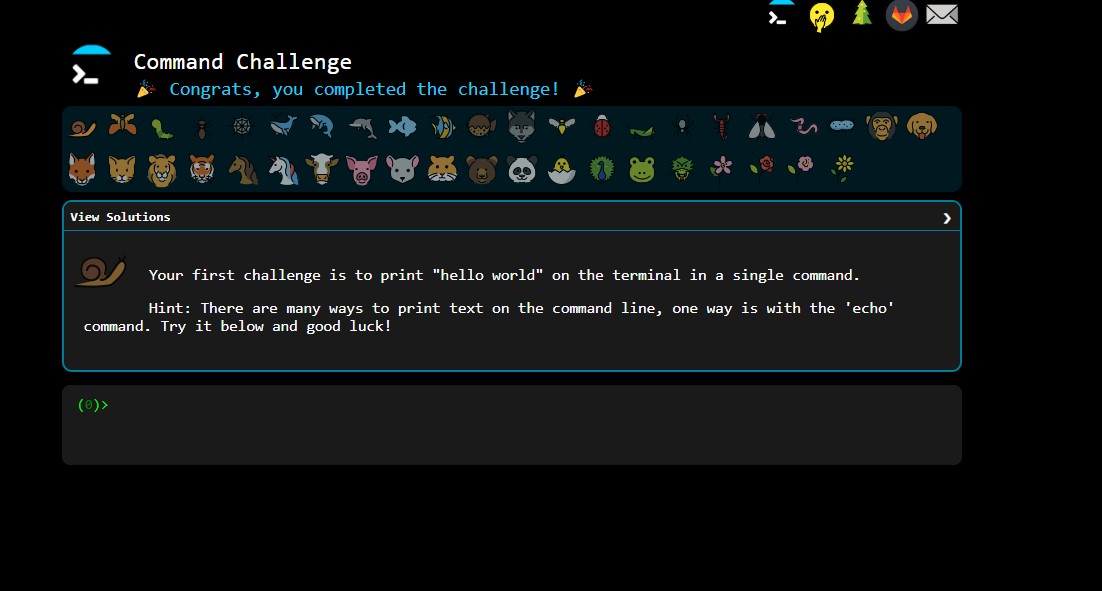 Command Challenge
Congrats, you completed the challenge!
View Solutions
Your first challenge is to print "hello world" on the terminal in a single command.
Hint: There are many ways to print text on the command line, one way is with the 'echo'
command. Try it below and good luck!
(0)>